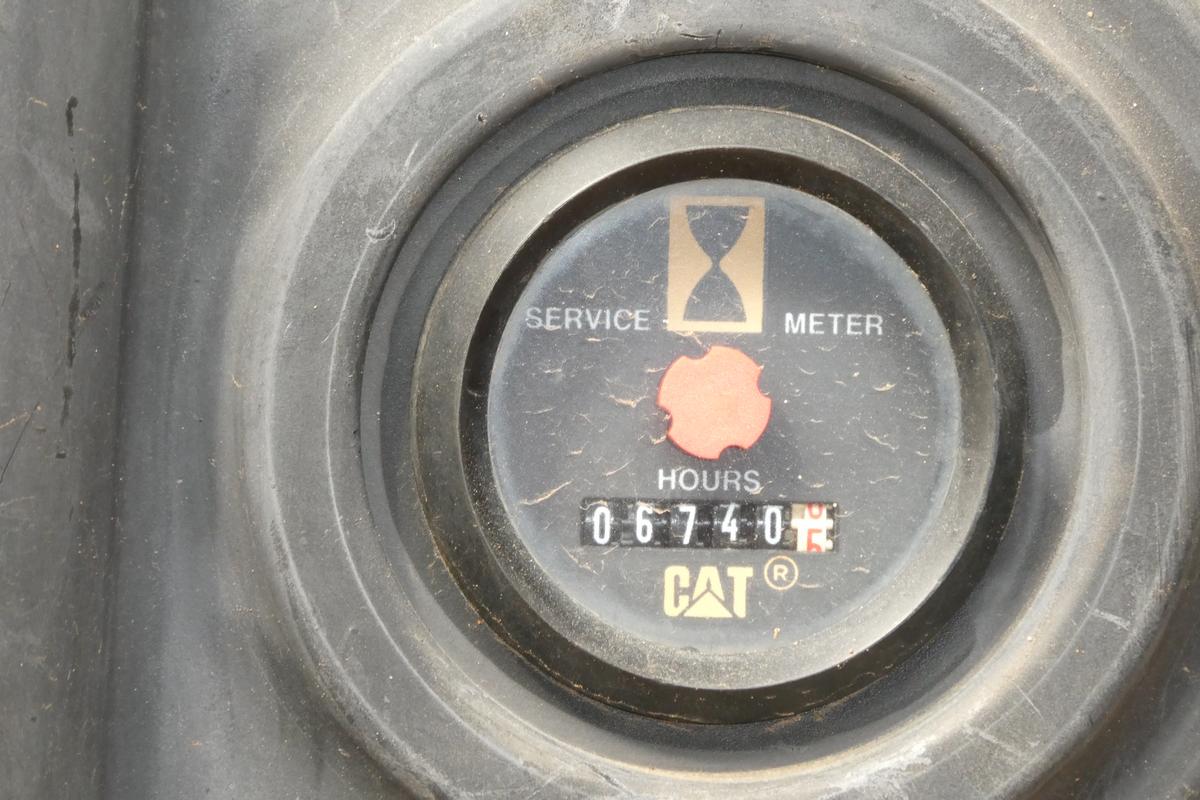 SERVICE METER
HOURS
06740
CAT®